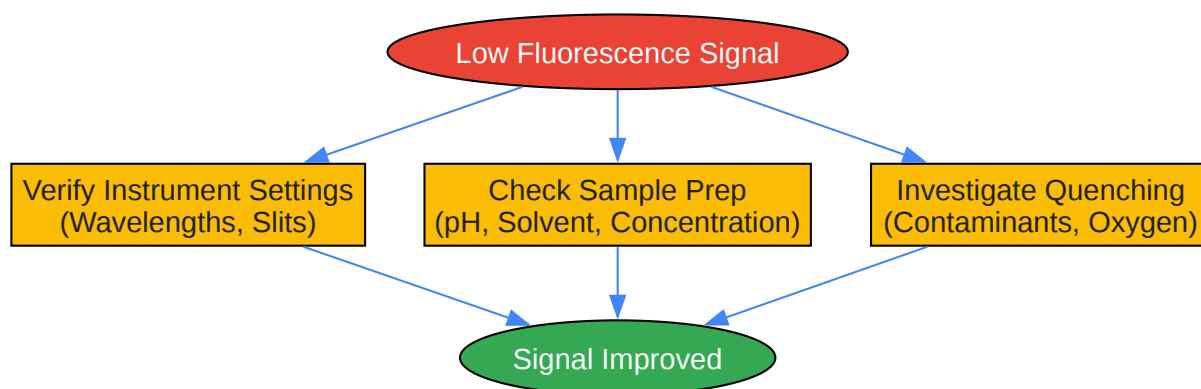 Low Fluorescence Signal
Verify Instrument Settings
(Wavelengths, Slits)
Check Sample Prep
(pH, Solvent, Concentration)
Investigate Quenching
(Contaminants, Oxygen)
Signal Improved